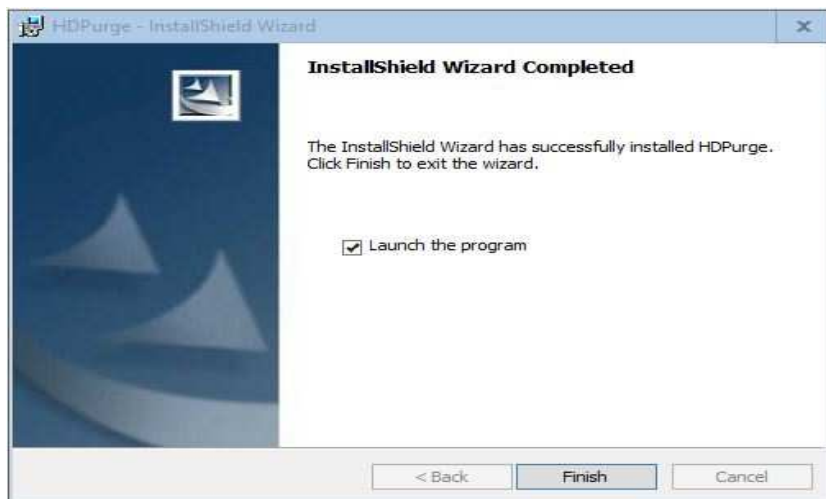 HDPurge - InstallShield Wizard
InstallShield Wizard Completed
The InstallShield Wizard has successfully installed HDPurge.
Click Finish to exit the wizard.
Launch the program
< Back
Finish
Cancel